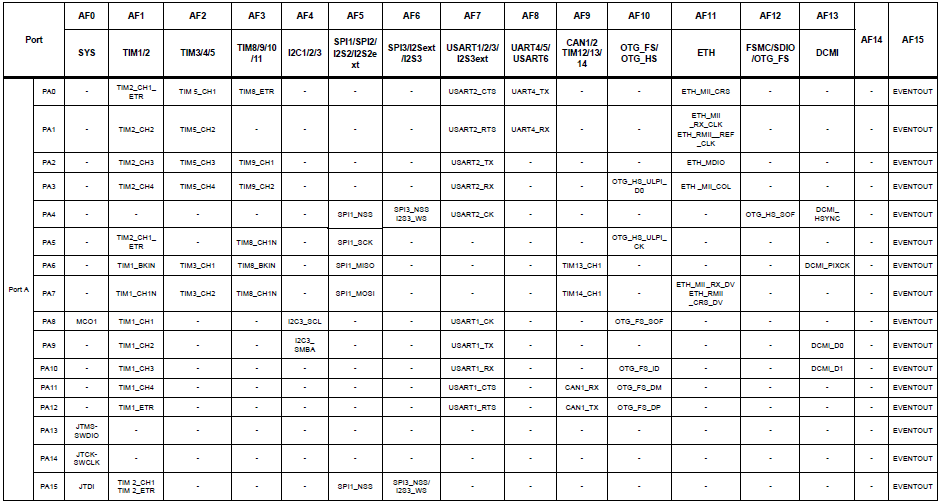 Port AF0 AF1 AF2 AF3 AF4 AF5 AF6 AF7 AF8 AF9 AF10 AF11 AF12 AF13 AF14 AF15
SYS TIM1/2 TIM3/4/5 TIM8/9/10/11 I2C1/2/3 SPI1/SPI2/I2S2/I2S2ext SPI3/I2Sext/I2S3 USART1/2/3/I2S3ext UART4/5/USART6 CAN1/2 TIM12/13/14 OTG_FS/OTG_HS ETH FSMC/SDIO/OTG_FS DCMI
Port A
PA0 - TIM2_CH1_ETR TIM 5_CH1 TIM8_ETR - - - USART2_CTS UART4_TX - - ETH_MII_CRS - - - EVENTOUT
PA1 - TIM2_CH2 TIM5_CH2 - - - - USART2_RTS UART4_RX - - ETH_MII_RX_CLK ETH_RMII__REF_CLK - - - EVENTOUT
PA2 - TIM2_CH3 TIM5_CH3 TIM9_CH1 - - - USART2_TX - - - ETH_MDIO - - - EVENTOUT
PA3 - TIM2_CH4 TIM5_CH4 TIM9_CH2 - - - USART2_RX - - OTG_HS_ULPI_D0 ETH _MII_COL - - - EVENTOUT
PA4 - - - - - SPI1_NSS SPI3_NSS I2S3_WS USART2_CK - - - - OTG_HS_SOF DCMI_HSYNC - EVENTOUT
PA5 - TIM2_CH1_ETR - TIM8_CH1N - SPI1_SCK - - - - OTG_HS_ULPI_CK - - - - EVENTOUT
PA6 - TIM1_BKIN TIM3_CH1 TIM8_BKIN - SPI1_MISO - - - TIM13_CH1 - - - DCMI_PIXCK - EVENTOUT
PA7 - TIM1_CH1N TIM3_CH2 TIM8_CH1N - SPI1_MOSI - - - TIM14_CH1 - ETH_MII_RX_DV ETH_RMII_CRS_DV - - - EVENTOUT
PA8 MCO1 TIM1_CH1 - - I2C3_SCL - - USART1_CK - - OTG_FS_SOF - - - - EVENTOUT
PA9 - TIM1_CH2 - - I2C3_SMBA - - USART1_TX - - - - - DCMI_D0 - EVENTOUT
PA10 - TIM1_CH3 - - - - - USART1_RX - - OTG_FS_ID - - DCMI_D1 - EVENTOUT
PA11 - TIM1_CH4 - - - - - USART1_CTS - CAN1_RX OTG_FS_DM - - - - EVENTOUT
PA12 - TIM1_ETR - - - - - USART1_RTS - CAN1_TX OTG_FS_DP - - - - EVENTOUT
PA13 JTMS-SWDIO - - - - - - - - - - - - - - EVENTOUT
PA14 JTCK-SWCLK - - - - - - - - - - - - - - EVENTOUT
PA15 JTDI TIM 2_CH1 TIM 2_ETR - - - SPI1_NSS SPI3_NSS/I2S3_WS - - - - - - - - EVENTOUT